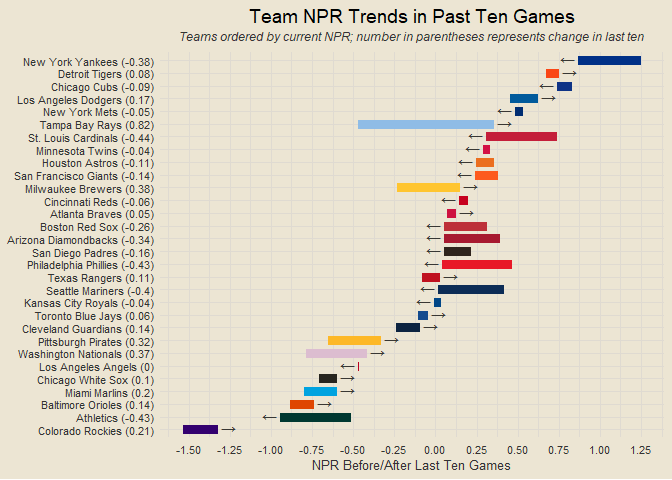 Team NPR Trends in Past Ten Games
Teams ordered by current NPR; number in parentheses represents change in last ten
New York Yankees (-0.38)
Detroit Tigers (0.08)
Chicago Cubs (-0.09)
Los Angeles Dodgers (0.17)
New York Mets (-0.05)
Tampa Bay Rays (0.82)
St. Louis Cardinals (-0.44)
Minnesota Twins (-0.04)
Houston Astros (-0.11)
San Francisco Giants (-0.14)
Milwaukee Brewers (0.38)
Cincinnati Reds (-0.06)
Atlanta Braves (0.05)
Boston Red Sox (-0.26)
Arizona Diamondbacks (-0.34)
San Diego Padres (-0.16)
Philadelphia Phillies (-0.43)
Texas Rangers (0.11)
Seattle Mariners (-0.4)
Kansas City Royals (-0.04)
Toronto Blue Jays (0.06)
Cleveland Guardians (0.14)
Pittsburgh Pirates (0.32)
Washington Nationals (0.37)
Los Angeles Angels (0)
Chicago White Sox (0.1)
Miami Marlins (0.2)
Baltimore Orioles (0.14)
Athletics (-0.43)
Colorado Rockies (0.21)
-1.50 -1.25 -1.00 -0.75 -0.50 -0.25 0.00 0.25 0.50 0.75 1.00 1.25
NPR Before/After Last Ten Games